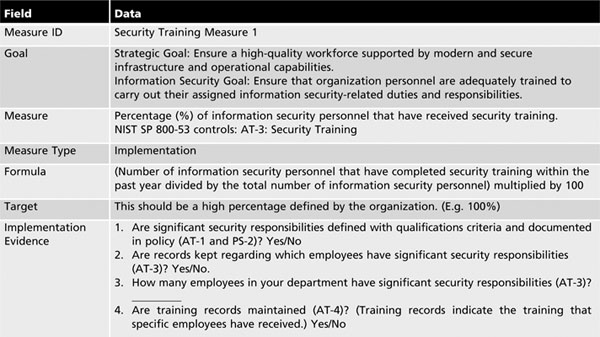 Field Data
Measure ID Security Training Measure 1
Goal Strategic Goal: Ensure a high-quality workforce supported by modern and secure
infrastructure and operational capabilities.
Information Security Goal: Ensure that organization personnel are adequately trained to
carry out their assigned information security-related duties and responsibilities.
Measure Percentage (%) of information security personnel that have received security training.
NIST SP 800-53 controls: AT-3: Security Training
Measure Type Implementation
Formula (Number of information security personnel that have completed security training within the
past year divided by the total number of information security personnel) multiplied by 100
Target This should be a high percentage defined by the organization. (E.g. 100%)
Implementation 1. Are significant security responsibilities defined with qualifications criteria and documented
Evidence in policy (AT-1 and PS-2)? Yes/No
2. Are records kept regarding which employees have significant security responsibilities
(AT-3)? Yes/No.
3. How many employees in your department have significant security responsibilities (AT-3)?
__________
4. Are training records maintained (AT-4)? (Training records indicate the training that
specific employees have received.) Yes/No